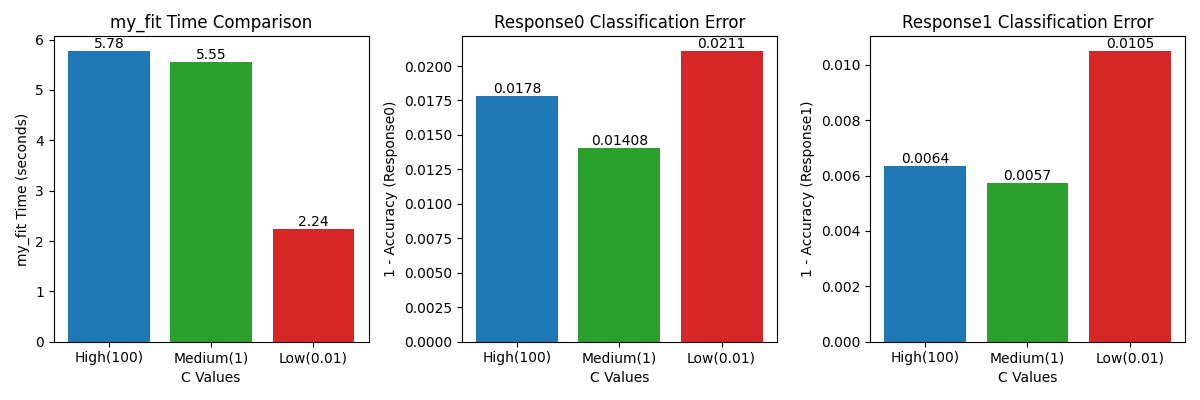 my_fit Time Comparison
my_fit Time (seconds)
6
5
4
3
2
1
0
5.78
5.55
2.24
High(100) Medium(1) Low(0.01)
C Values
Response0 Classification Error
1 - Accuracy (Response0)
0.0200
0.0175
0.0150
0.0125
0.0100
0.0075
0.0050
0.0025
0.0000
0.0178
0.01408
0.0211
High(100) Medium(1) Low(0.01)
C Values
Response1 Classification Error
1 - Accuracy (Response1)
0.010
0.008
0.006
0.004
0.002
0.000
0.0064
0.0057
0.0105
High(100) Medium(1) Low(0.01)
C Values